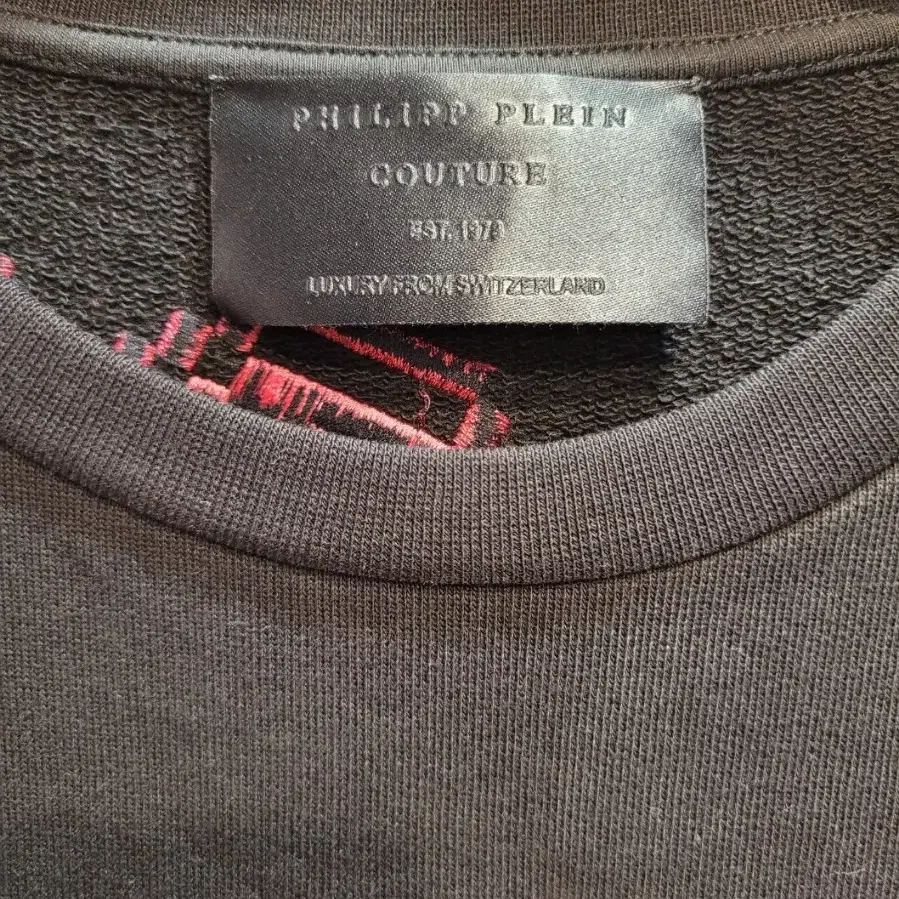 PHILIPP PLEIN
COUTURE
EST. 1978
LUXURY FROM SWITZERLAND